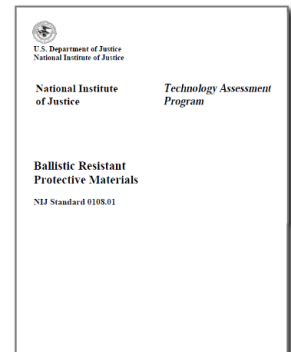 U.S. Department of Justice
National Institute of Justice
National Institute
of Justice
Technology Assessment
Program
Ballistic Resistant
Protective Materials
NIJ Standard 0108.01